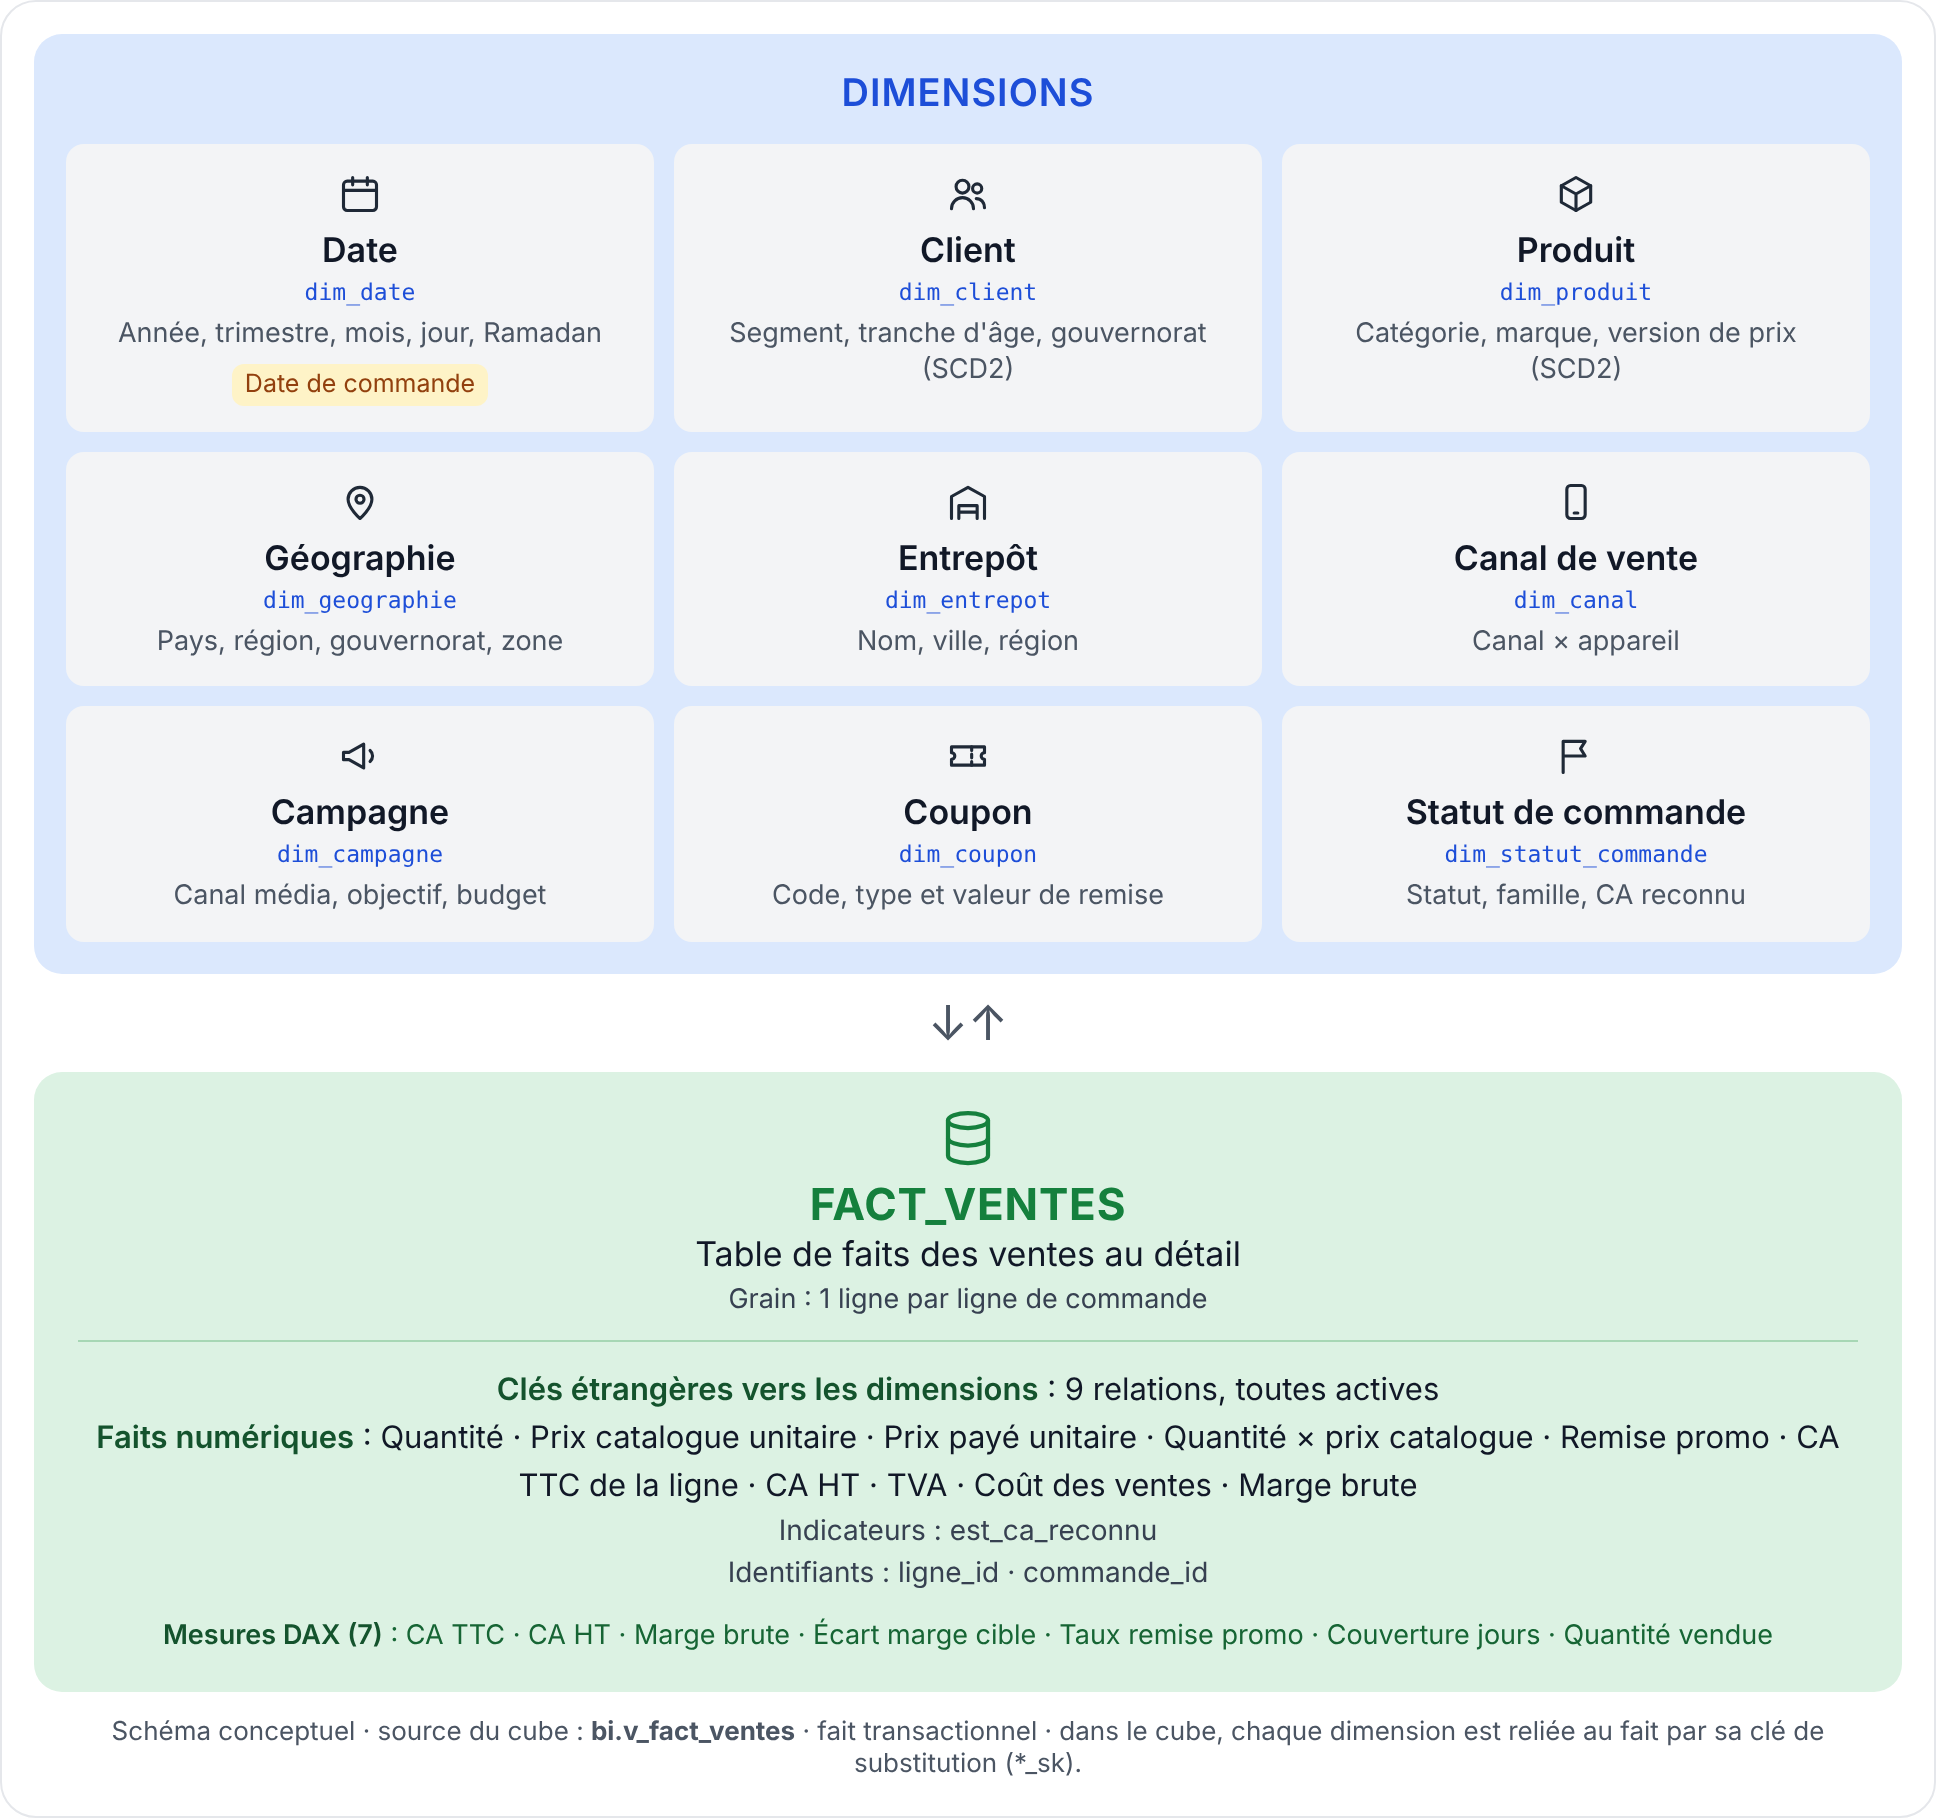 DIMENSIONS
Date
dim_date
Année, trimestre, mois, jour, Ramadan
Date de commande
Client
dim_client
Segment, tranche d'âge, gouvernorat
(SCD2)
Produit
dim_produit
Catégorie, marque, version de prix
(SCD2)
Géographie
dim_geographie
Pays, région, gouvernorat, zone
Entrepôt
dim_entrepot
Nom, ville, région
Canal de vente
dim_canal
Canal × appareil
Campagne
dim_campagne
Canal média, objectif, budget
Coupon
dim_coupon
Code, type et valeur de remise
Statut de commande
dim_statut_commande
Statut, famille, CA reconnu
↓↑
FACT_VENTES
Table de faits des ventes au détail
Grain : 1 ligne par ligne de commande
Clés étrangères vers les dimensions : 9 relations, toutes actives
Faits numériques : Quantité · Prix catalogue unitaire · Prix payé unitaire · Quantité × prix catalogue · Remise promo · CA
TTC de la ligne · CA HT · TVA · Coût des ventes · Marge brute
Indicateurs : est_ca_reconnu
Identifiants : ligne_id · commande_id
Mesures DAX (7) : CA TTC · CA HT · Marge brute · Écart marge cible · Taux remise promo · Couverture jours · Quantité vendue
Schéma conceptuel · source du cube : bi.v_fact_ventes · fait transactionnel · dans le cube, chaque dimension est reliée au fait par sa clé de
substitution (*_sk).